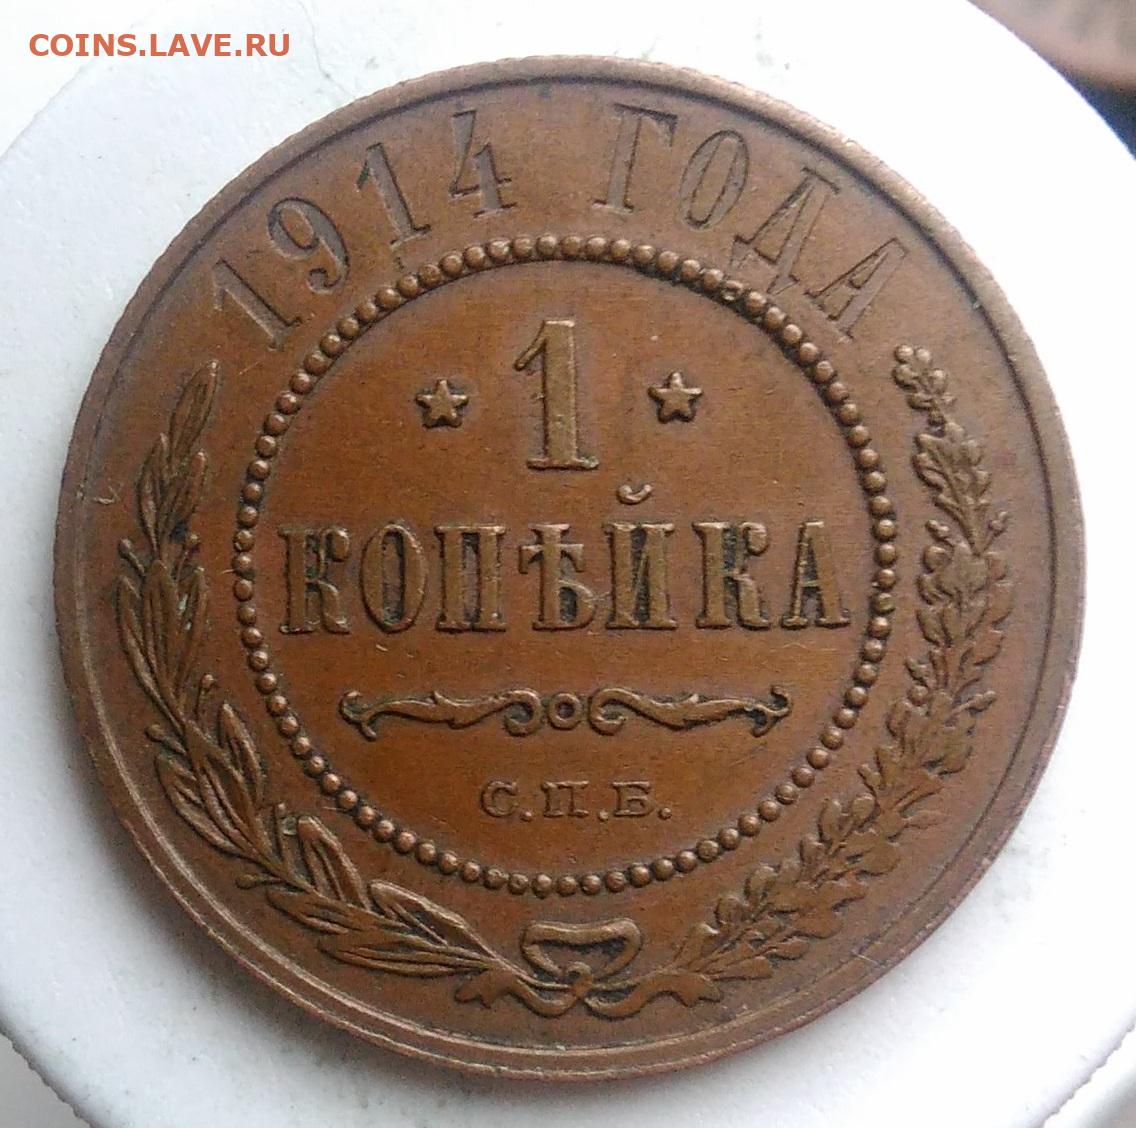 COINS.LAVE.RU
1914 ГОДА
* 1 *
КОПѢЙКА
С.П.Б.